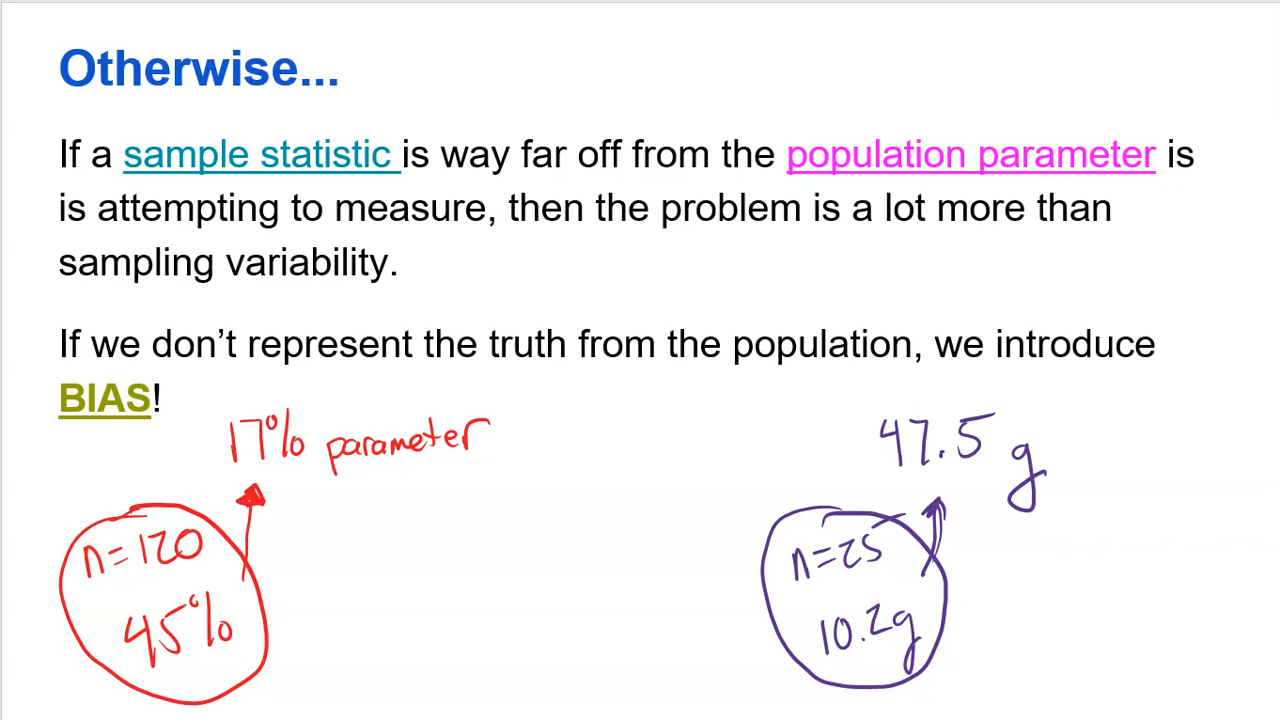 Otherwise...
If a sample statistic is way far off from the population parameter is
is attempting to measure, then the problem is a lot more than
sampling variability.
If we don’t represent the truth from the population, we introduce
BIAS!
17% parameter
n=120
45%
47.5 g
n=25
10.2g